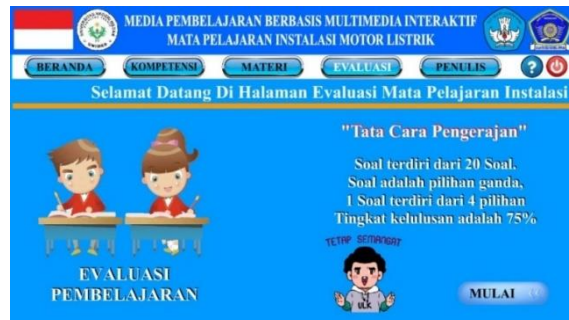 MEDIA PEMBELAJARAN BERBASIS MULTIMEDIA INTERAKTIF
MATA PELAJARAN INSTALASI MOTOR LISTRIK
BERANDA
KOMPETENSI
MATERI
EVALUASI
PENULIS
?
Selamat Datang Di Halaman Evaluasi Mata Pelajaran Instalasi
"Tata Cara Pengerajan"
Soal terdiri dari 20 Soal.
Soal adalah pilihan ganda,
1 Soal terdiri dari 4 pilihan
Tingkat kelulusan adalah 75%
TETAP SEMANGAT
EVALUASI
PEMBELAJARAN
MULAI